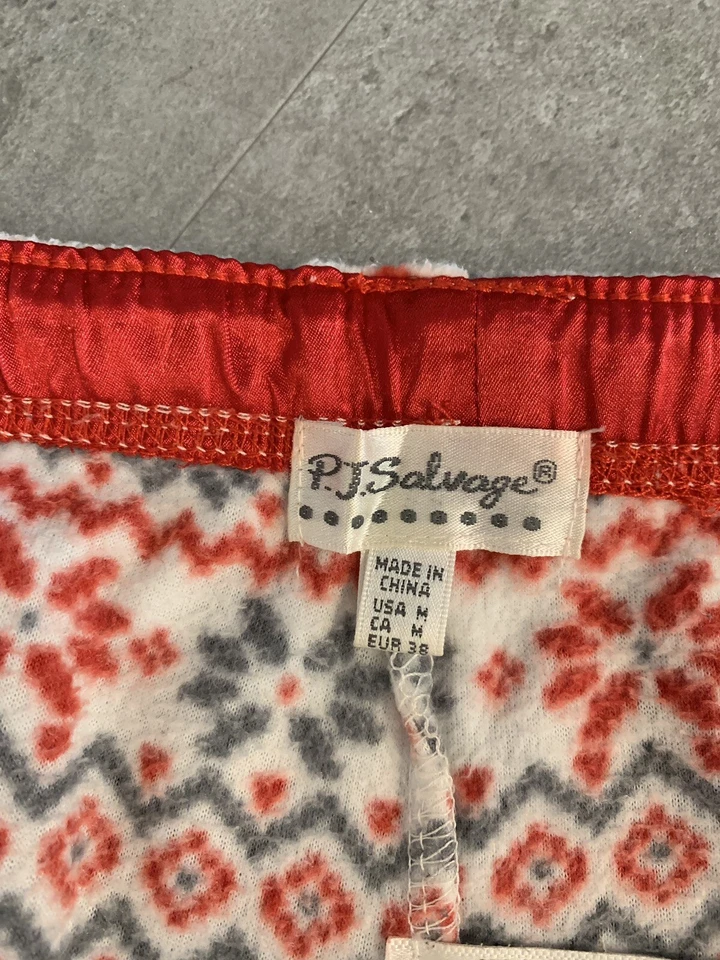 P.J.Salvage®
MADE IN
CHINA
USA M
CA M
EUR 38